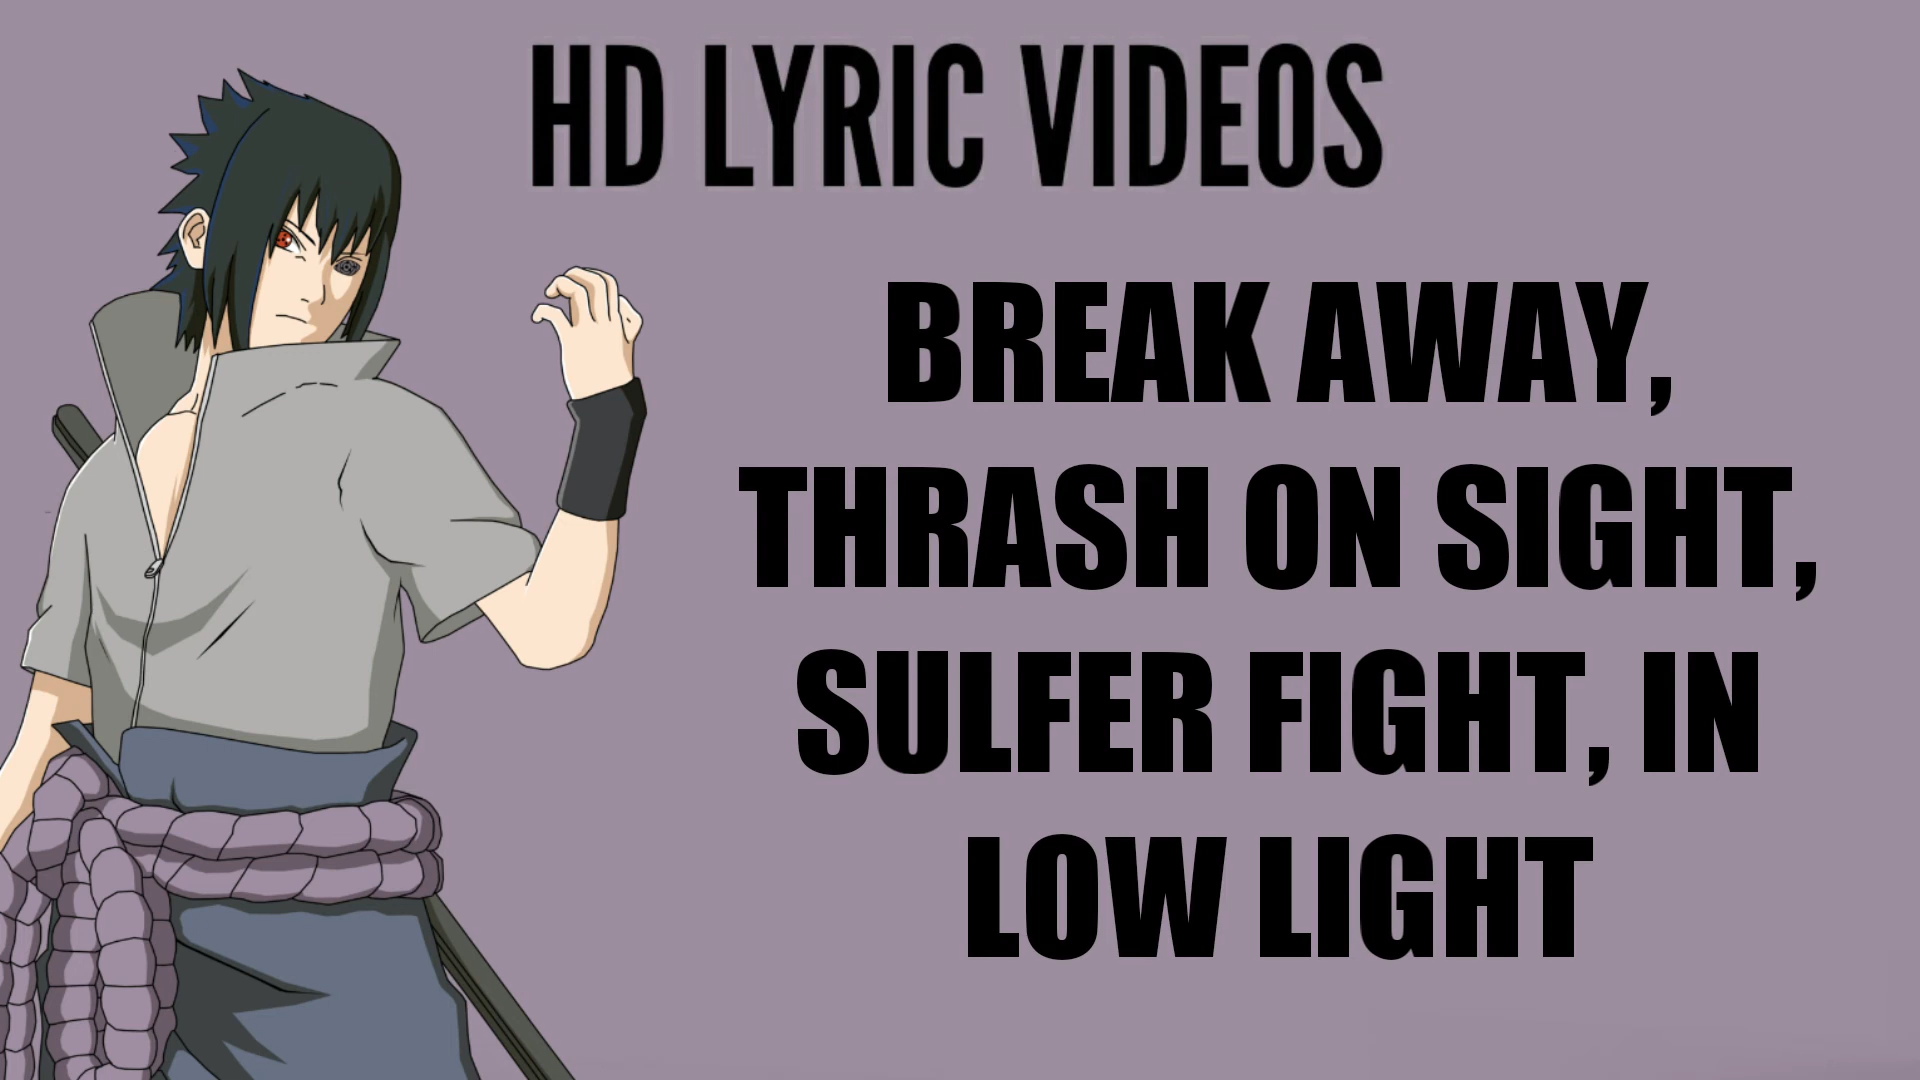 HD LYRIC VIDEOS
BREAK AWAY,
THRASH ON SIGHT,
SULFER FIGHT, IN
LOW LIGHT